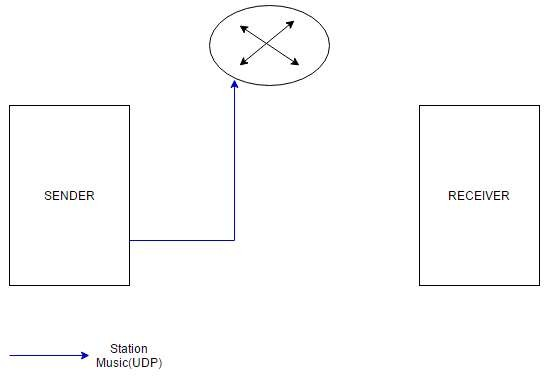 SENDER
RECEIVER
Station
Music(UDP)